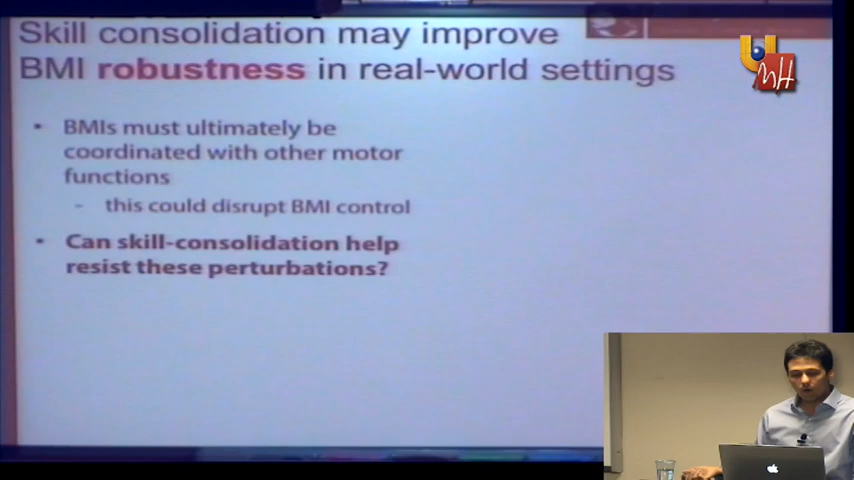 Skill consolidation may improve
BMI robustness in real-world settings
• BMIs must ultimately be
coordinated with other motor
functions
- this could disrupt BMI control
• Can skill-consolidation help
resist these perturbations?
U
MH